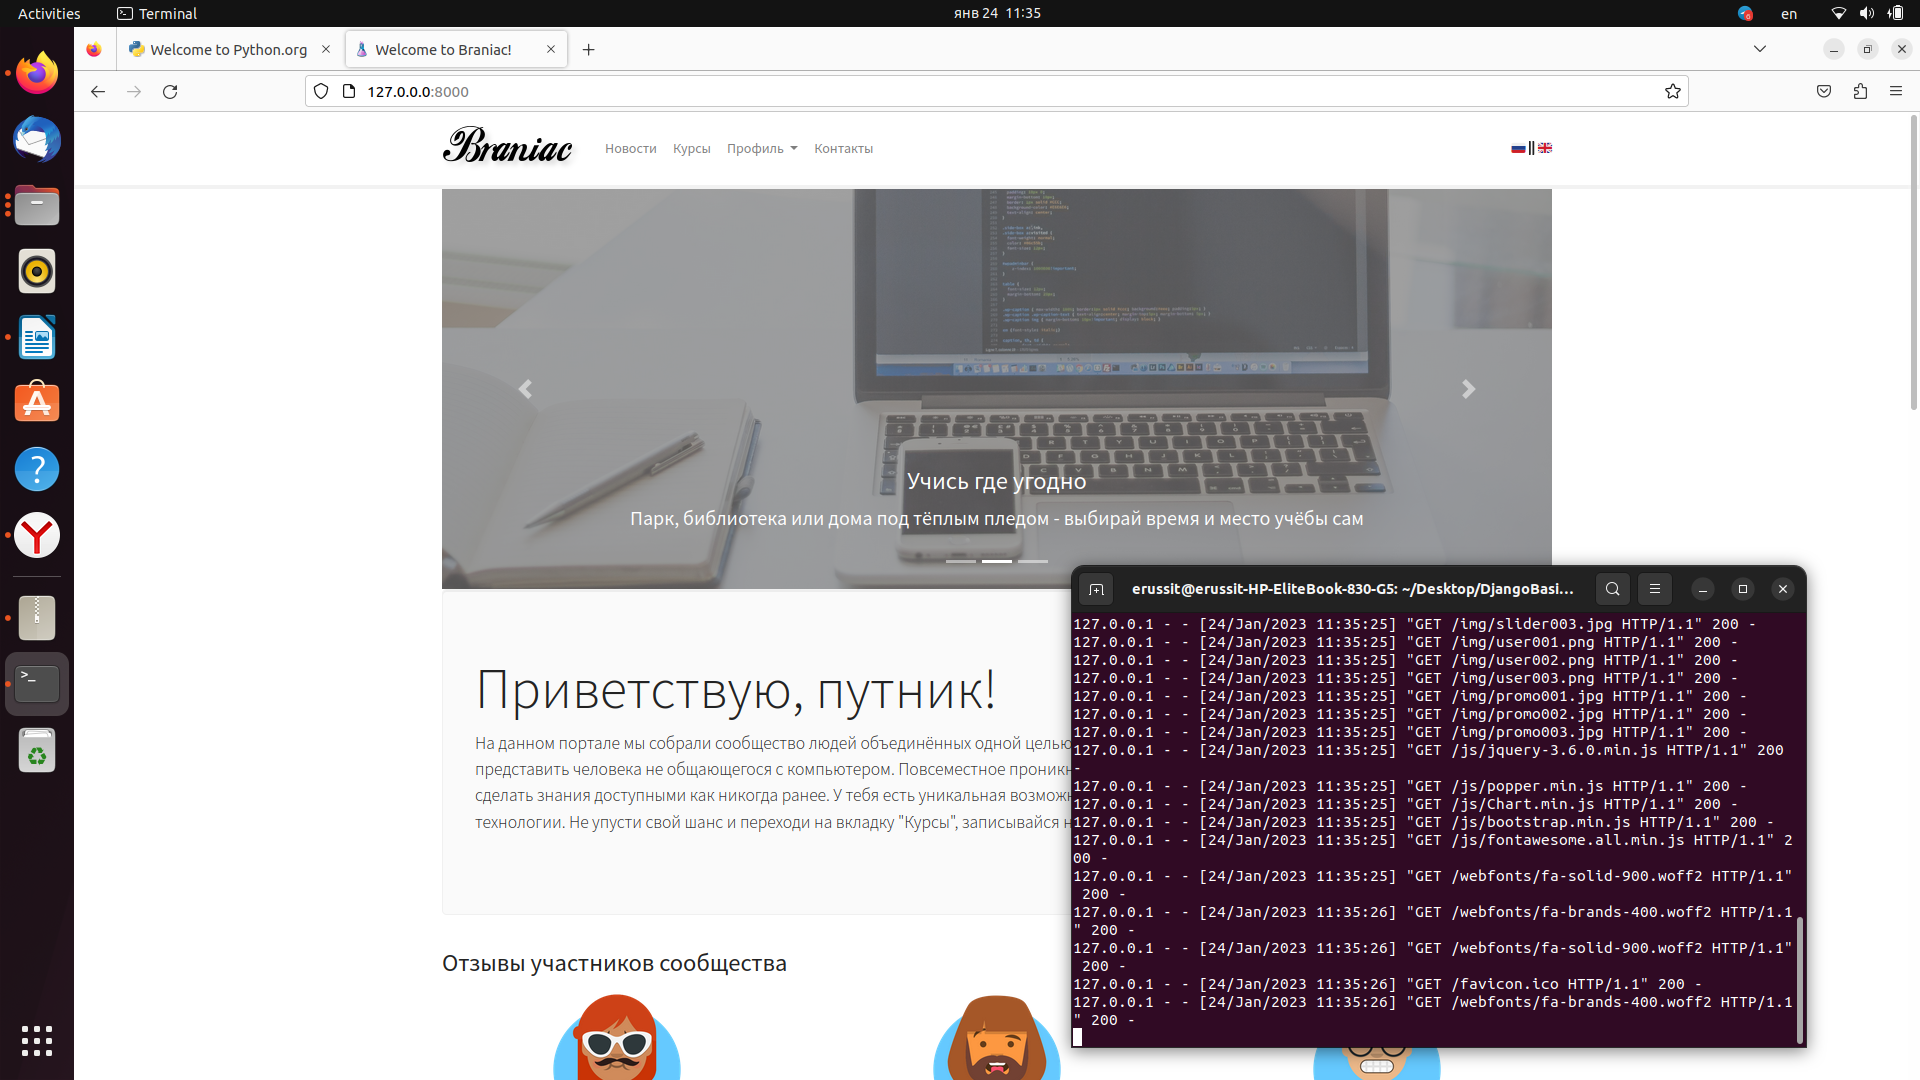 Activities
Terminal
янв 24 11:35
en
Welcome to Python.org
Welcome to Braniac!
127.0.0.0:8000
Braniac
Новости
Курсы
Профиль
Контакты
Учись где угодно
Парк, библиотека или дома под тёплым пледом - выбирай время и место учёбы сам
Приветствую, путник!
На данном портале мы собрали сообщество людей объединённых одной целью
представить человека не общающегося с компьютером. Повсеместное
сделать знания доступными как никогда ранее. У тебя есть уникальная
технологии. Не упусти свой шанс и переходи на вкладку "Курсы", записывайся
Отзывы участников сообщества
erussit@erussit-HP-EliteBook-830-G5: ~/Desktop/DjangoBasi...
127.0.0.1 - - [24/Jan/2023 11:35:25] "GET /img/slider003.jpg HTTP/1.1" 200 -
127.0.0.1 - - [24/Jan/2023 11:35:25] "GET /img/user001.png HTTP/1.1" 200 -
127.0.0.1 - - [24/Jan/2023 11:35:25] "GET /img/user002.png HTTP/1.1" 200 -
127.0.0.1 - - [24/Jan/2023 11:35:25] "GET /img/user003.png HTTP/1.1" 200 -
127.0.0.1 - - [24/Jan/2023 11:35:25] "GET /img/promo001.jpg HTTP/1.1" 200 -
127.0.0.1 - - [24/Jan/2023 11:35:25] "GET /img/promo002.jpg HTTP/1.1" 200 -
127.0.0.1 - - [24/Jan/2023 11:35:25] "GET /img/promo003.jpg HTTP/1.1" 200 -
127.0.0.1 - - [24/Jan/2023 11:35:25] "GET /js/jquery-3.6.0.min.js HTTP/1.1" 200
-
127.0.0.1 - - [24/Jan/2023 11:35:25] "GET /js/popper.min.js HTTP/1.1" 200 -
127.0.0.1 - - [24/Jan/2023 11:35:25] "GET /js/Chart.min.js HTTP/1.1" 200 -
127.0.0.1 - - [24/Jan/2023 11:35:25] "GET /js/bootstrap.min.js HTTP/1.1" 200 -
127.0.0.1 - - [24/Jan/2023 11:35:25] "GET /js/fontawesome.all.min.js HTTP/1.1" 2
00 -
127.0.0.1 - - [24/Jan/2023 11:35:25] "GET /webfonts/fa-solid-900.woff2 HTTP/1.1"
200 -
127.0.0.1 - - [24/Jan/2023 11:35:26] "GET /webfonts/fa-brands-400.woff2 HTTP/1.1
" 200 -
127.0.0.1 - - [24/Jan/2023 11:35:26] "GET /webfonts/fa-solid-900.woff2 HTTP/1.1"
200 -
127.0.0.1 - - [24/Jan/2023 11:35:26] "GET /favicon.ico HTTP/1.1" 200 -
127.0.0.1 - - [24/Jan/2023 11:35:26] "GET /webfonts/fa-brands-400.woff2 HTTP/1.1
" 200 -